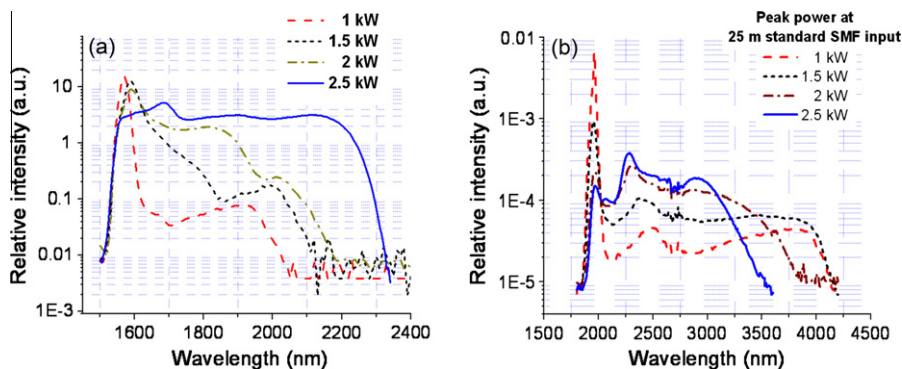 (a)
1 kW
1.5 kW
2 kW
2.5 kW
Relative intensity (a.u.)
10
1
0.1
0.01
1E-3
1600 1800 2000 2200 2400
Wavelength (nm)
(b)
Peak power at
25 m standard SMF input
1 kW
1.5 kW
2 kW
2.5 kW
Relative intensity (a.u.)
0.01
1E-3
1E-4
1E-5
1500 2000 2500 3000 3500 4000 4500
Wavelength (nm)